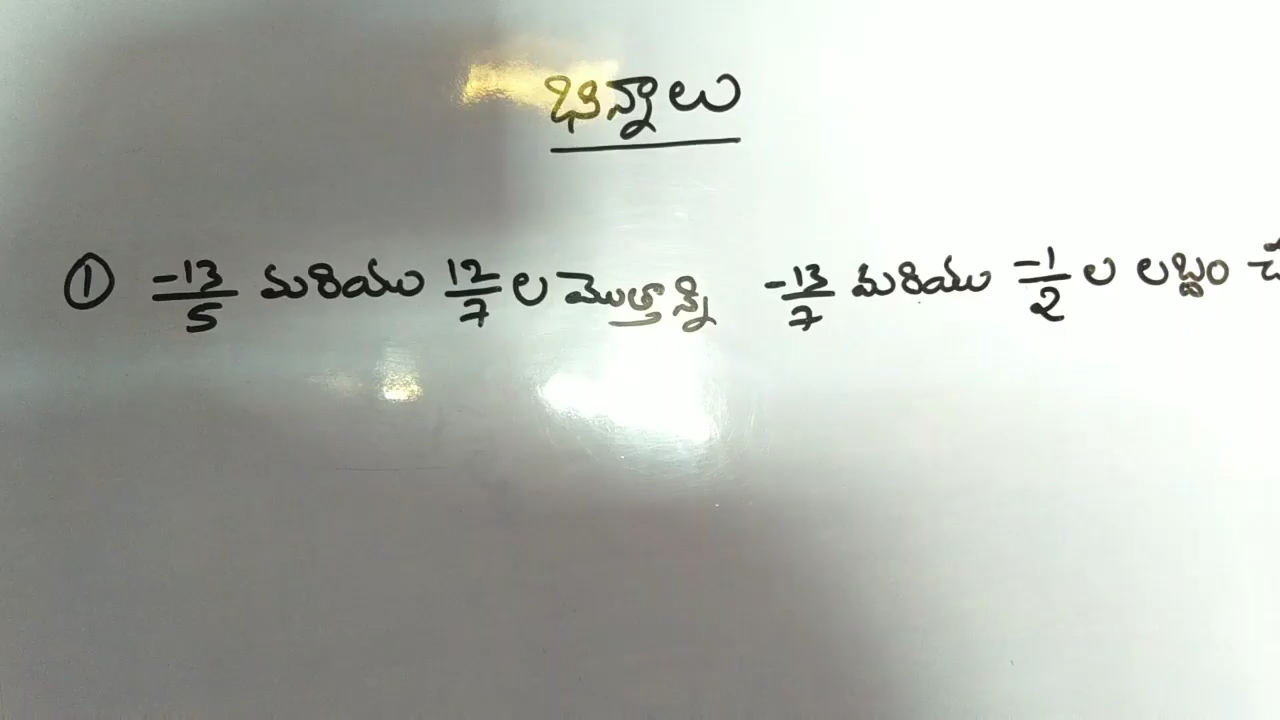 భిన్నాలు
① -13/5 మరియు 12/7 ల మొత్తాన్ని -13/7 మరియు -1/2 ల లబ్దం